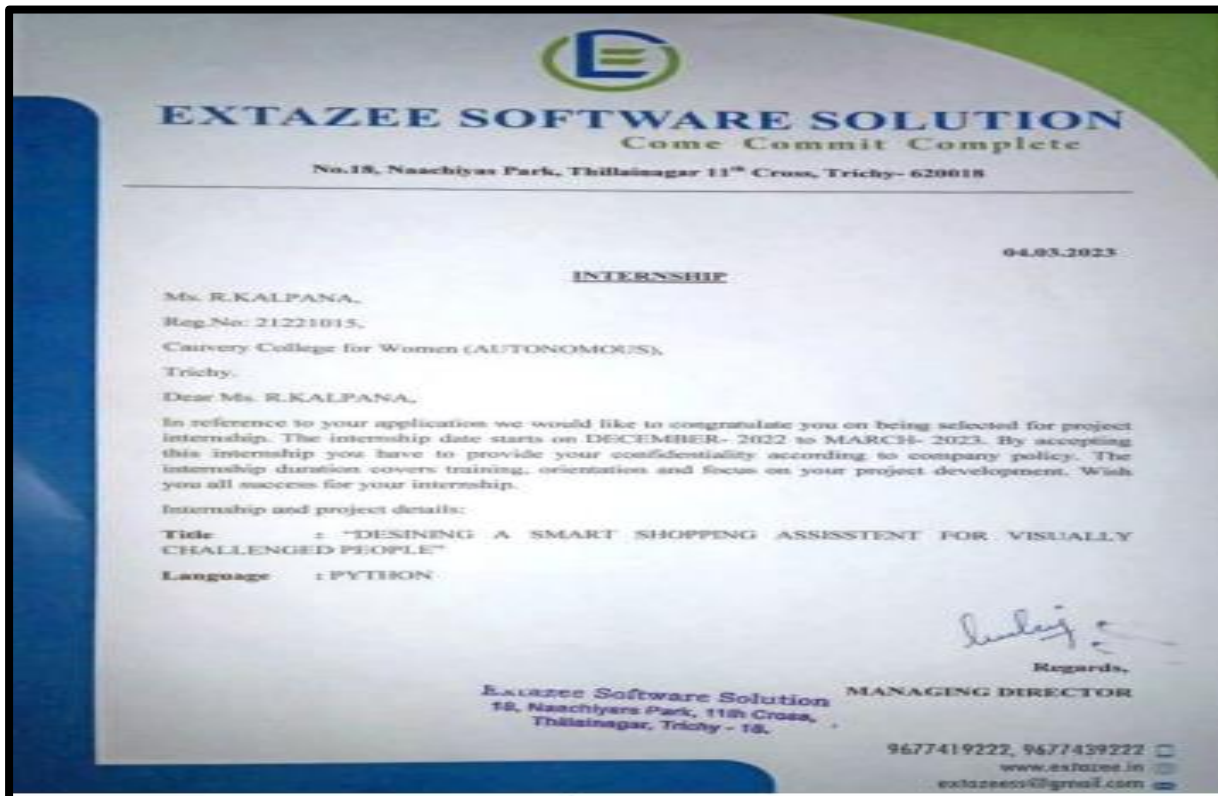 EXTAZEE SOFTWARE SOLUTION
Come Commit Complete
No.18, Naachiyas Park, Thillainagar 11th Cross, Trichy- 620018
04.03.2023
INTERNSHIP
Ms. R.KALPANA,
Reg.No: 21221015,
Cauvery College for Women (AUTONOMOUS),
Trichy.
Dear Ms. R.KALPANA,
In reference to your application we would like to congratulate you on being selected for project
internship. The internship date starts on DECEMBER- 2022 to MARCH- 2023. By accepting
this internship you have to provide your confidentiality according to company policy. The
internship duration covers training, orientation and focus on your project development. Wish
you all success for your internship.
Internship and project details:
Title : "DESINING A SMART SHOPPING ASSISSTENT FOR VISUALLY
CHALLENGED PEOPLE"
Language : PYTHON
Regards,
MANAGING DIRECTOR
Extazee Software Solution
18, Naachiyars Park, 11th Cross,
Thillainagar, Trichy - 18.
9677419222, 9677439222
www.extazee.in
extazeess@gmail.com